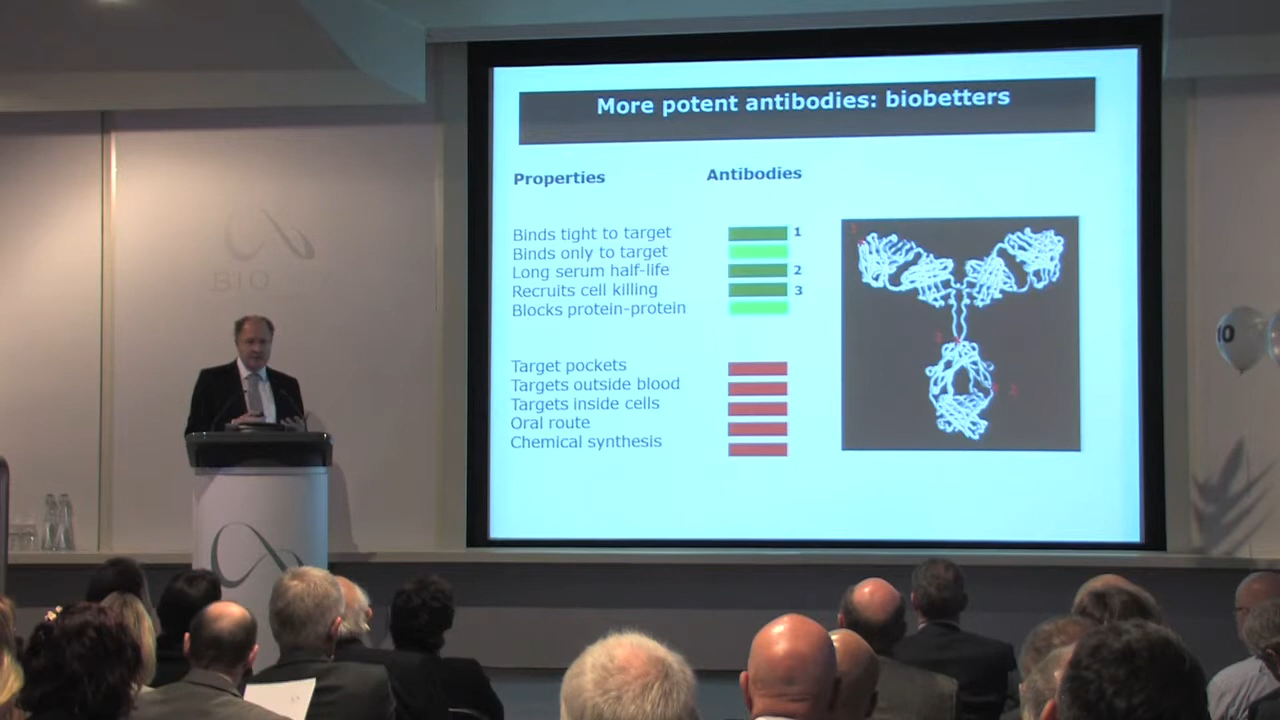 More potent antibodies: biobetters
Properties
Antibodies
Binds tight to target
1
Binds only to target
Long serum half-life
2
Recruits cell killing
3
Blocks protein-protein
Target pockets
Targets outside blood
Targets inside cells
Oral route
Chemical synthesis
BIO
10